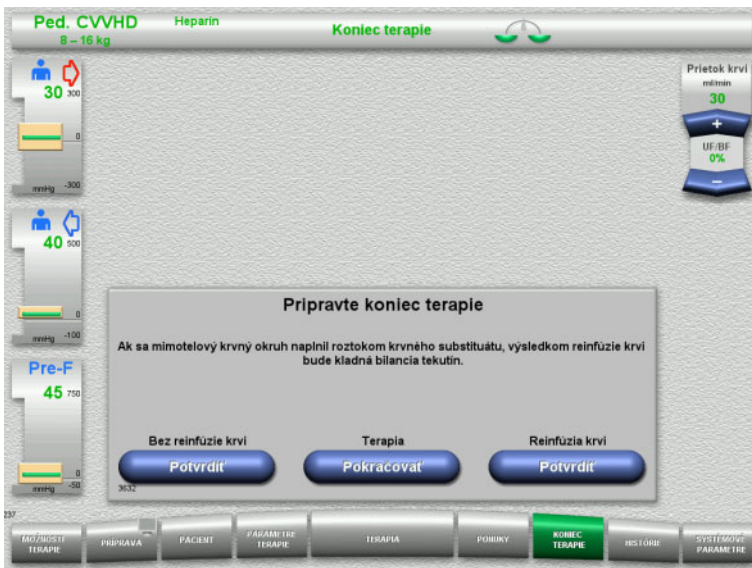 Ped. CVVHD
8 – 16 kg
Heparín
Koniec terapie
30
300
0
mmHg
-300
Prietok krvi
ml/min
30
+
UF/BF
0%
–
40
500
0
mmHg
-100
Pre-F
45
750
0
mmHg
-50
Pripravte koniec terapie
Ak sa mimotelový krvný okruh naplnil roztokom krvného substituátu, výsledkom reinfúzie krvi
bude kladná bilancia tekutín.
Bez reinfúzie krvi
Potvrdiť
Terapia
Pokračovať
Reinfúzia krvi
Potvrdiť
3632
237
MOŽNOSTI
TERAPIE
PRÍPRAVA
PACIENT
PARAMETRE
TERAPIE
TERAPIA
PONUKY
KONIEC
TERAPIE
HISTÓRIE
SYSTÉMOVÉ
PARAMETRE